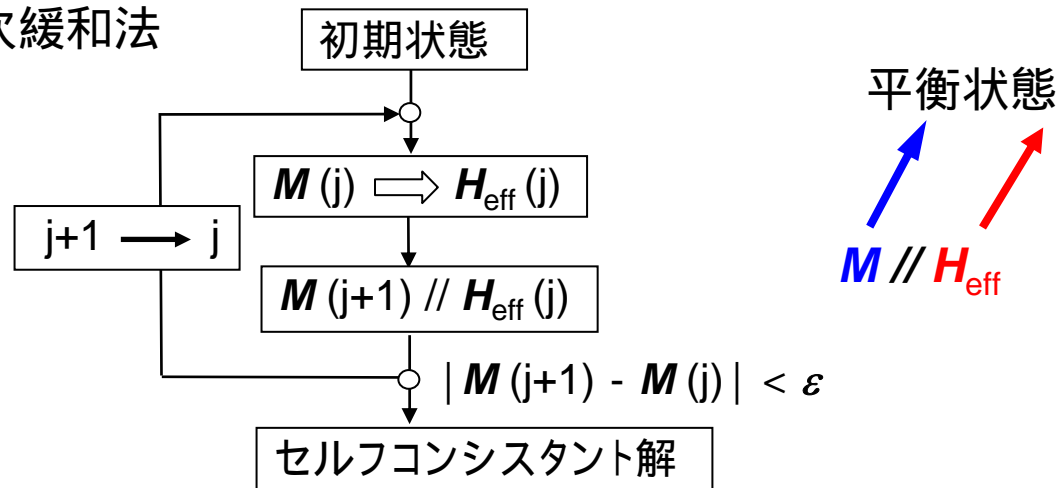 次緩和法
初期状態
平衡状態
M (j) ⇒ H_eff (j)
j+1 → j
M // H_eff
M (j+1) // H_eff (j)
| M (j+1) - M (j) | < ε
セルフコンシスタント解